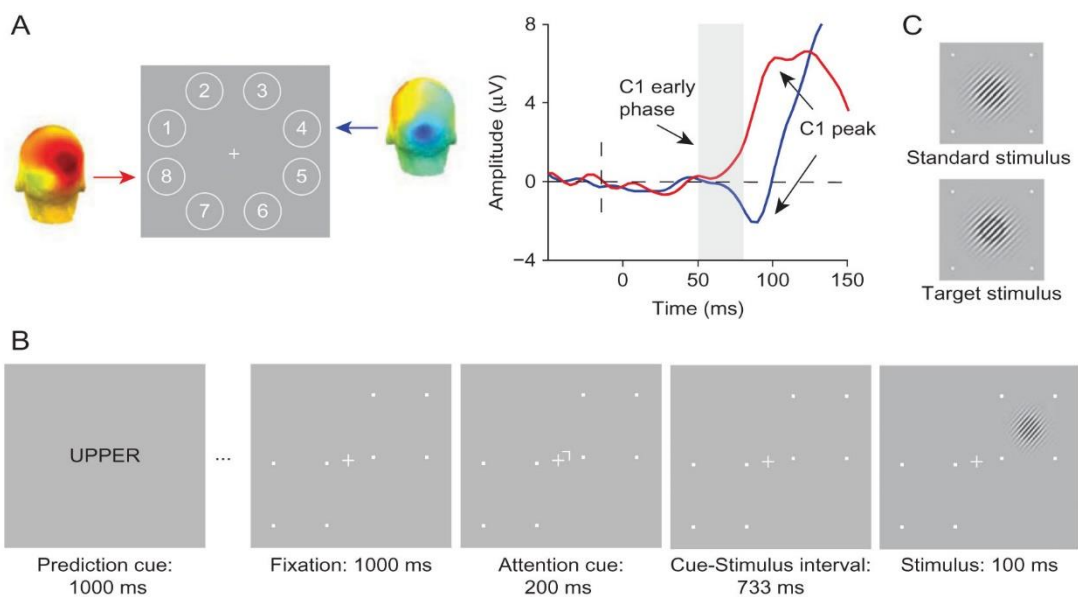 A
1
2
3
4
5
6
7
8
8
4
0
−4
Amplitude (μV)
C1 early
phase
C1 peak
0
50
100
150
Time (ms)
C
Standard stimulus
Target stimulus
B
UPPER
...
Prediction cue:
1000 ms
Fixation: 1000 ms
Attention cue:
200 ms
Cue-Stimulus interval:
733 ms
Stimulus: 100 ms